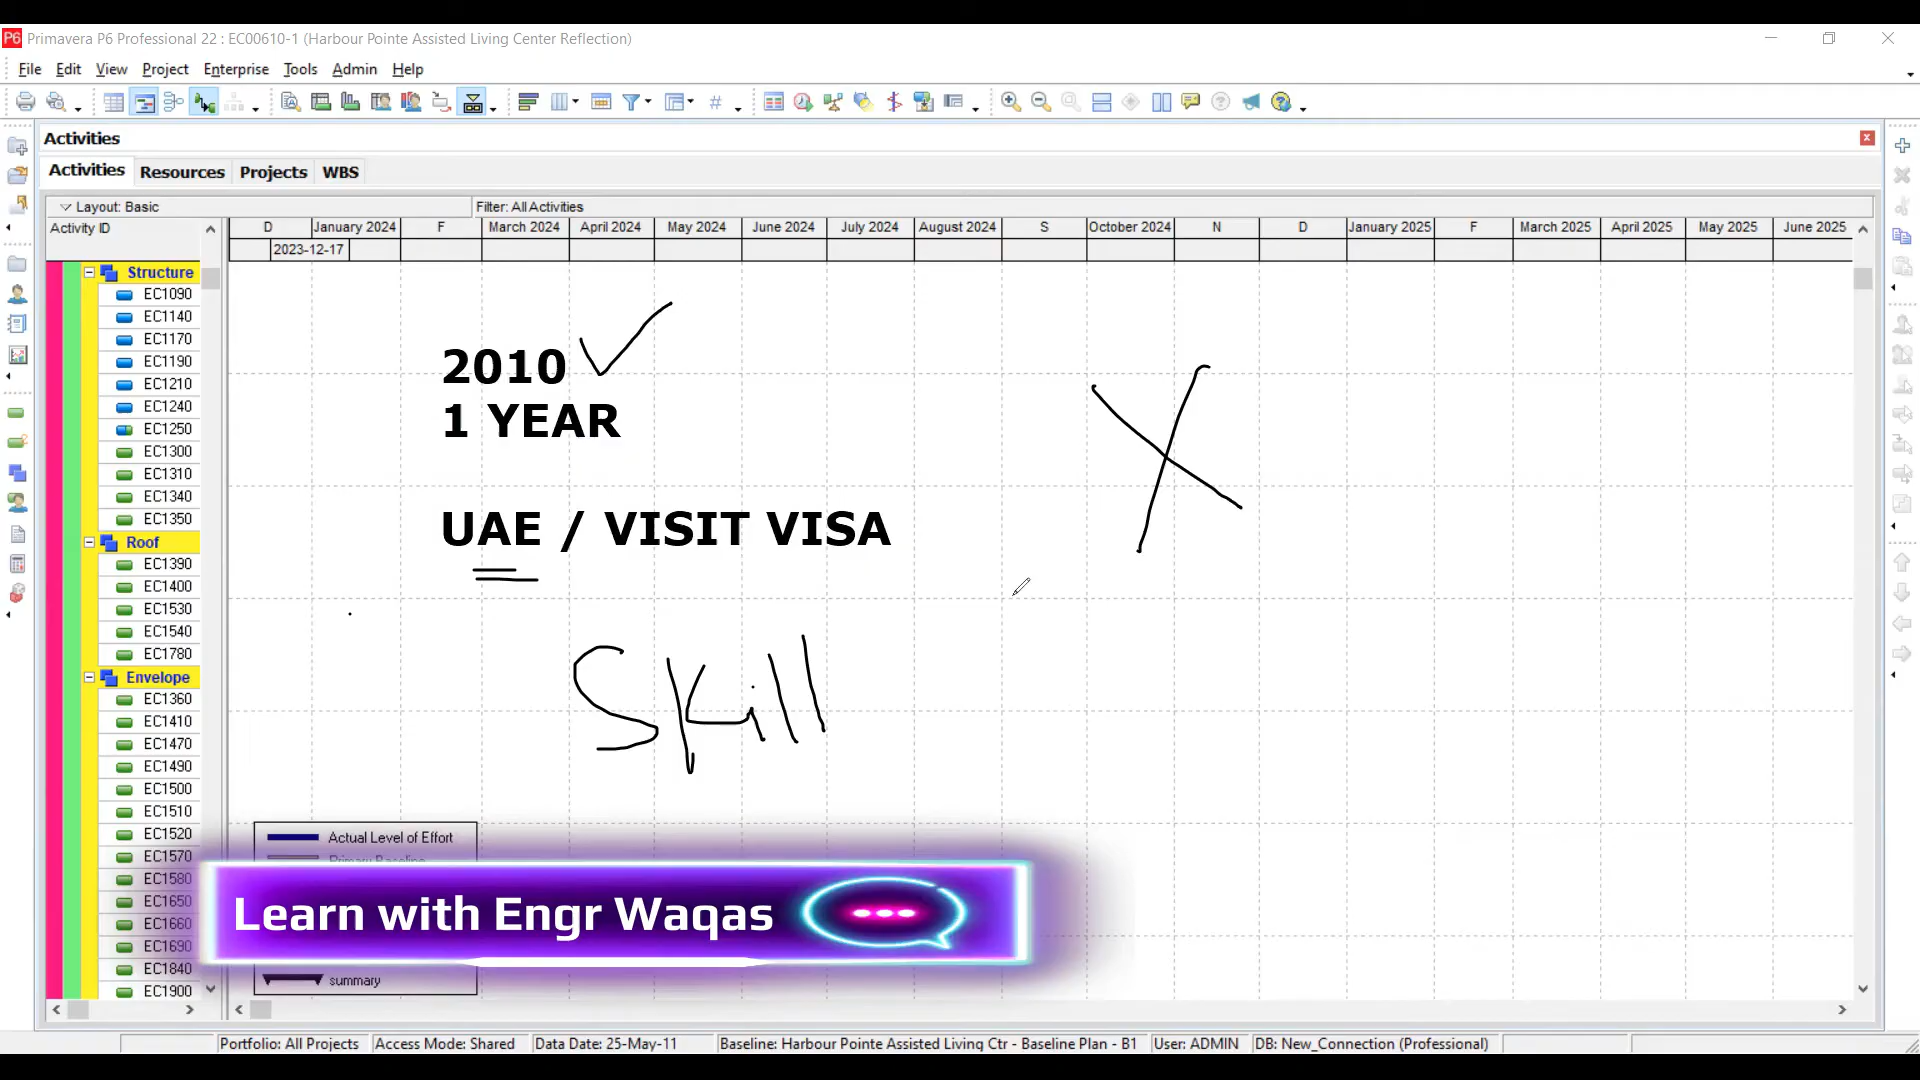 P6 Primavera P6 Professional 22 : EC00610-1 (Harbour Pointe Assisted Living Center Reflection)
File Edit View Project Enterprise Tools Admin Help
Activities
Activities Resources Projects WBS
Layout: Basic Filter: All Activities
Activity ID D January 2024 F March 2024 April 2024 May 2024 June 2024 July 2024 August 2024 S October 2024 N D January 2025 F March 2025 April 2025 May 2025 June 2025
2023-12-17
Structure
EC1090
EC1140
EC1170
EC1190
EC1210
EC1240
EC1250
EC1300
EC1310
EC1340
EC1350
Roof
EC1390
EC1400
EC1530
EC1540
EC1780
Envelope
EC1360
EC1410
EC1470
EC1490
EC1500
EC1510
EC1520
EC1570
EC1580
EC1650
EC1660
EC1690
EC1840
EC1900
2010
1 YEAR
UAE / VISIT VISA
Skill
Actual Level of Effort
Primary Baseline
Learn with Engr Waqas
summary
Portfolio: All Projects Access Mode: Shared Data Date: 25-May-11 Baseline: Harbour Pointe Assisted Living Ctr - Baseline Plan - B1 User: ADMIN DB: New_Connection (Professional)